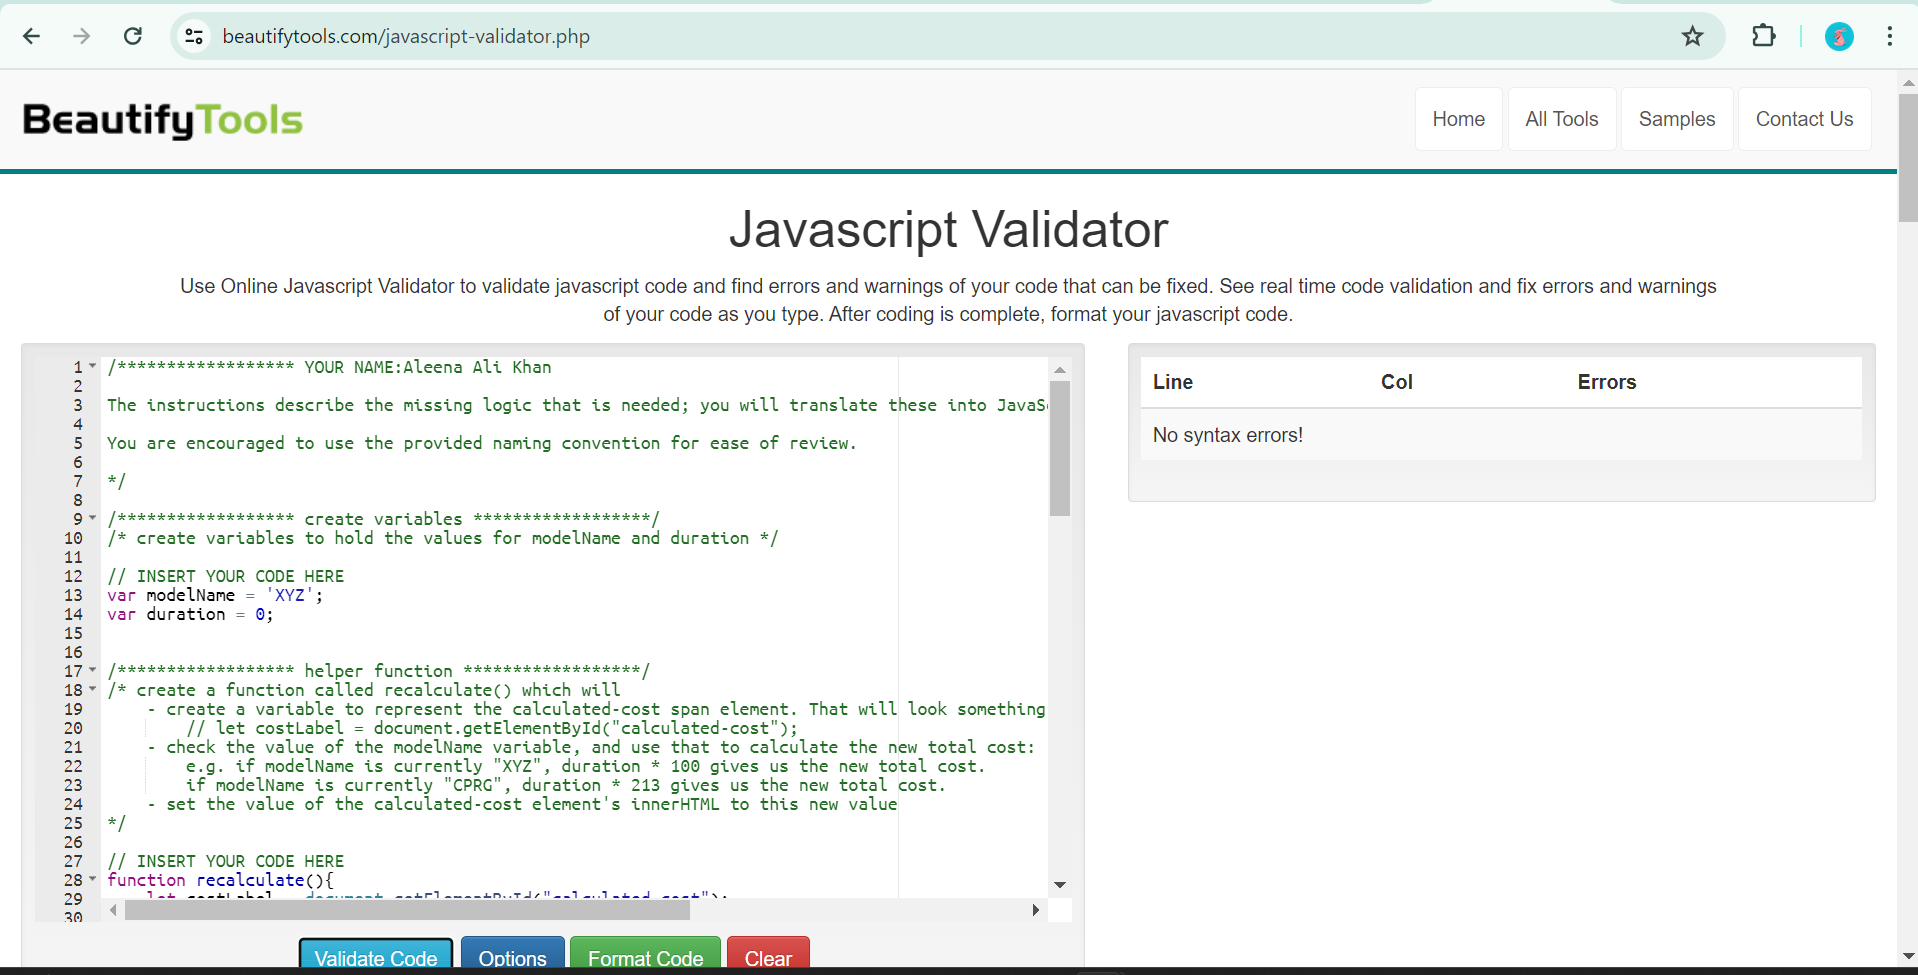 beautifytools.com/javascript-validator.php
BeautifyTools
Home
All Tools
Samples
Contact Us
Javascript Validator
Use Online Javascript Validator to validate javascript code and find errors and warnings of your code that can be fixed. See real time code validation and fix errors and warnings
of your code as you type. After coding is complete, format your javascript code.
1 /****************** YOUR NAME:Aleena Ali Khan
2
3 The instructions describe the missing logic that is needed; you will translate these into JavaS
4
5 You are encouraged to use the provided naming convention for ease of review.
6
7 */
8
9 /****************** create variables ******************/
10 /* create variables to hold the values for modelName and duration */
11
12 // INSERT YOUR CODE HERE
13 var modelName = 'XYZ';
14 var duration = 0;
15
16
17 /****************** helper function ******************/
18 /* create a function called recalculate() which will
19 - create a variable to represent the calculated-cost span element. That will look something
20 // let costLabel = document.getElementById("calculated-cost");
21 - check the value of the modelName variable, and use that to calculate the new total cost:
22 e.g. if modelName is currently "XYZ", duration * 100 gives us the new total cost.
23 if modelName is currently "CPRG", duration * 213 gives us the new total cost.
24 - set the value of the calculated-cost element's innerHTML to this new value
25 */
26
27 // INSERT YOUR CODE HERE
28 function recalculate(){
29 let costLabel = document.getElementById("calculated-cost");
30
Line Col Errors
No syntax errors!
Validate Code
Options
Format Code
Clear